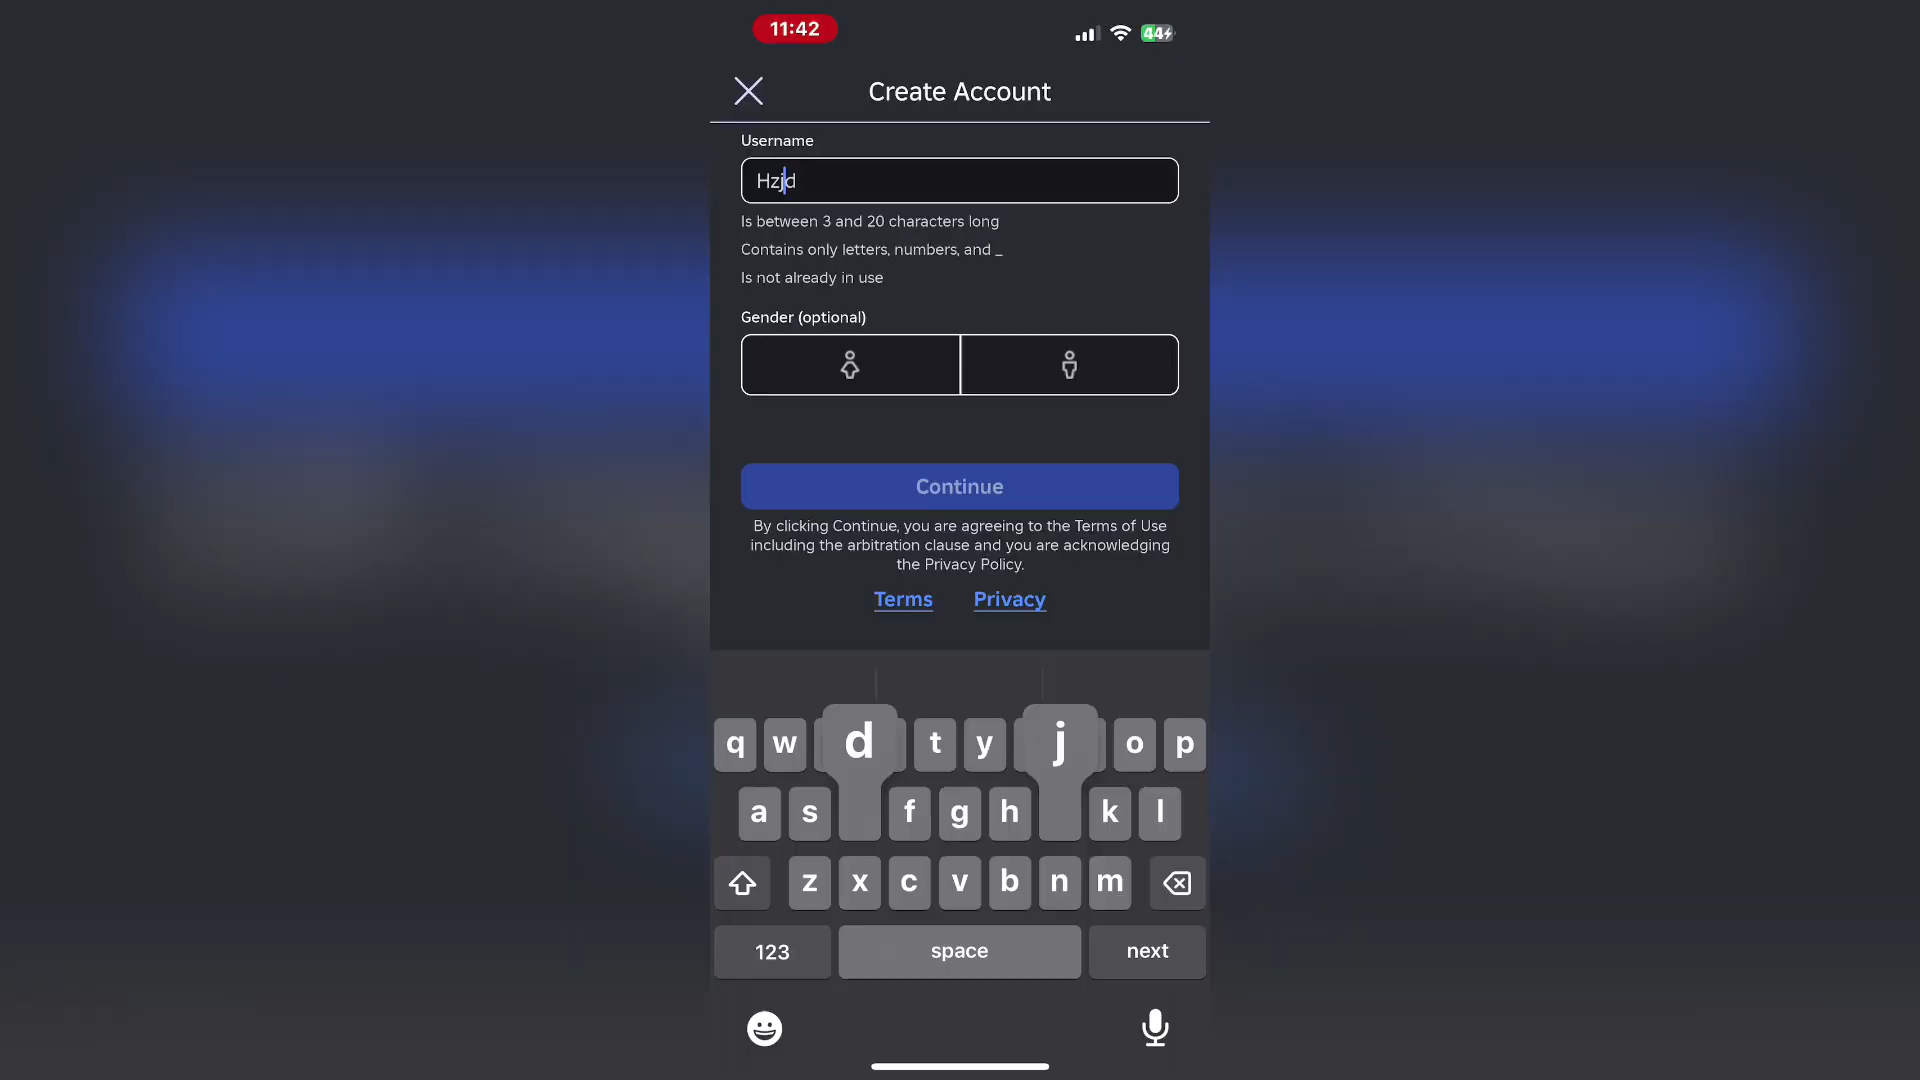 11:42
44
Create Account
Username
Hzjd
Is between 3 and 20 characters long
Contains only letters, numbers, and _
Is not already in use
Gender (optional)
Continue
By clicking Continue, you are agreeing to the Terms of Use
including the arbitration clause and you are acknowledging
the Privacy Policy.
Terms Privacy
q w d t y j o p
a s f g h k l
z x c v b n m
123 space next